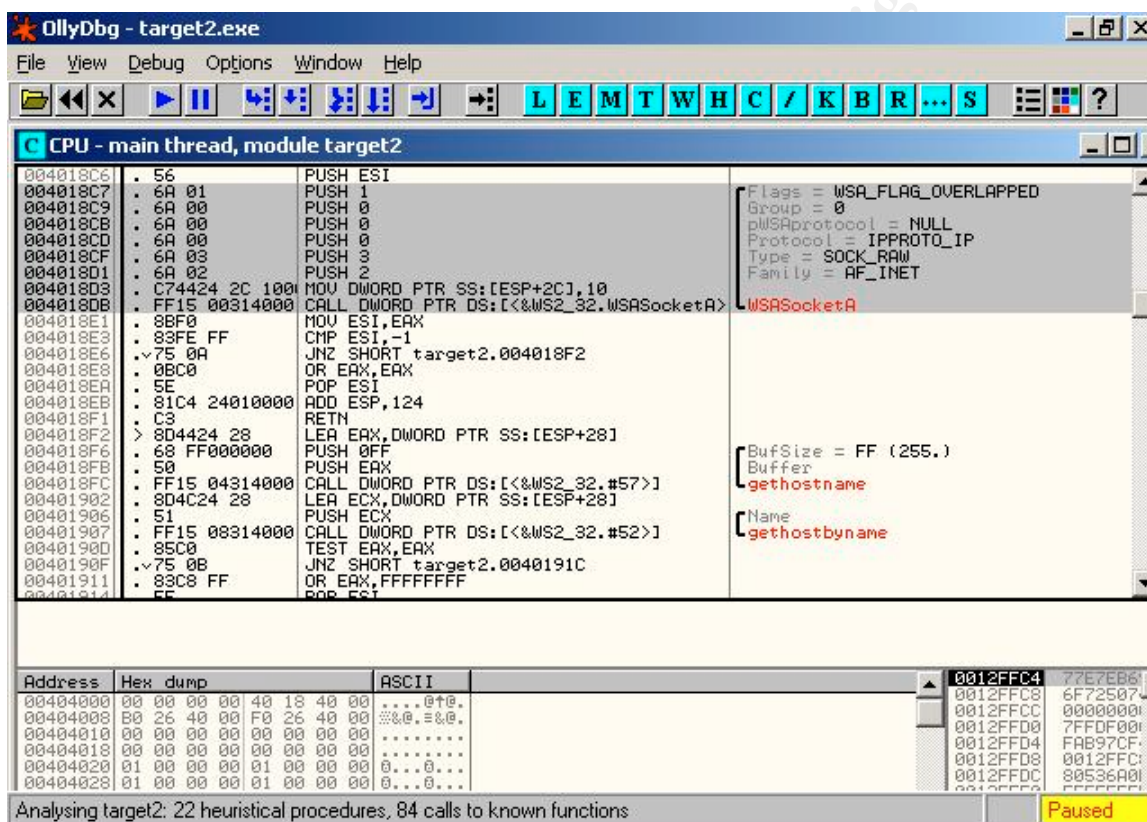 OllyDbg - target2.exe
File View Debug Options Window Help
L E M T W H C / K B R ... S ?
C CPU - main thread, module target2
004018C6 . 56 PUSH ESI
004018C7 . 6A 01 PUSH 1 Flags = WSA_FLAG_OVERLAPPED
004018C9 . 6A 00 PUSH 0 Group = 0
004018CB . 6A 00 PUSH 0 pWSAprotocol = NULL
004018CD . 6A 00 PUSH 0 Protocol = IPPROTO_IP
004018CF . 6A 03 PUSH 3 Type = SOCK_RAW
004018D1 . 6A 02 PUSH 2 Family = AF_INET
004018D3 . C74424 2C 100 MOV DWORD PTR SS:[ESP+2C],10
004018DB . FF15 00314000 CALL DWORD PTR DS:[<&WS2_32.WSASocketA> WSASocketA
004018E1 . 8BF0 MOV ESI,EAX
004018E3 . 83FE FF CMP ESI,-1
004018E6 . 75 0A JNZ SHORT target2.004018F2
004018E8 . 0BC0 OR EAX,EAX
004018EA . 5E POP ESI
004018EB . 81C4 24010000 ADD ESP,124
004018F1 . C3 RETN
004018F2 > 8D4424 28 LEA EAX,DWORD PTR SS:[ESP+28]
004018F6 . 68 FF000000 PUSH 0FF BufSize = FF (255.)
004018FB . 50 PUSH EAX Buffer
004018FC . FF15 04314000 CALL DWORD PTR DS:[<&WS2_32.#57>] gethostname
00401902 . 8D4C24 28 LEA ECX,DWORD PTR SS:[ESP+28]
00401906 . 51 PUSH ECX Name
00401907 . FF15 08314000 CALL DWORD PTR DS:[<&WS2_32.#52>] gethostbyname
0040190D . 85C0 TEST EAX,EAX
0040190F . 75 0B JNZ SHORT target2.0040191C
00401911 . 83C8 FF OR EAX,FFFFFFFF
Address Hex dump ASCII
00404000 00 00 00 00 40 18 40 00 ....@↑@.
00404008 B0 26 40 00 F0 26 40 00 ░&@.≡&@.
00404010 00 00 00 00 00 00 00 00 ........
00404018 00 00 00 00 00 00 00 00 ........
00404020 01 00 00 00 01 00 00 00 ☺...☺...
00404028 01 00 00 00 01 00 00 00 ☺...☺...
0012FFC4 77E7EB6
0012FFC8 6F72507
0012FFCC 0000000
0012FFD0 7FFDF00
0012FFD4 FAB97CF
0012FFD8 0012FFC
0012FFDC 80536A0
Analysing target2: 22 heuristical procedures, 84 calls to known functions Paused